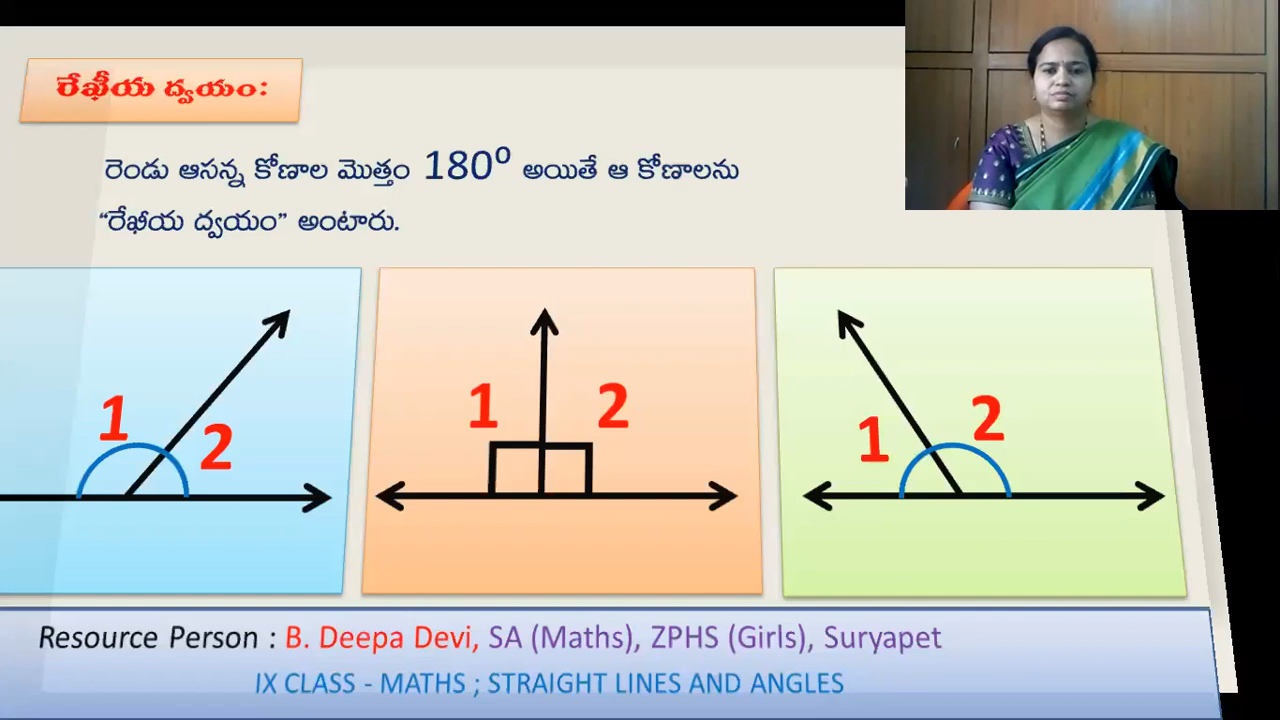 రేఖీయ ద్వయం:
రెండు ఆసన్న కోణాల మొత్తం 180⁰ అయితే ఆ కోణాలను
“రేఖీయ ద్వయం” అంటారు.
1 2
1 2
1 2
Resource Person : B. Deepa Devi, SA (Maths), ZPHS (Girls), Suryapet
IX CLASS - MATHS ; STRAIGHT LINES AND ANGLES